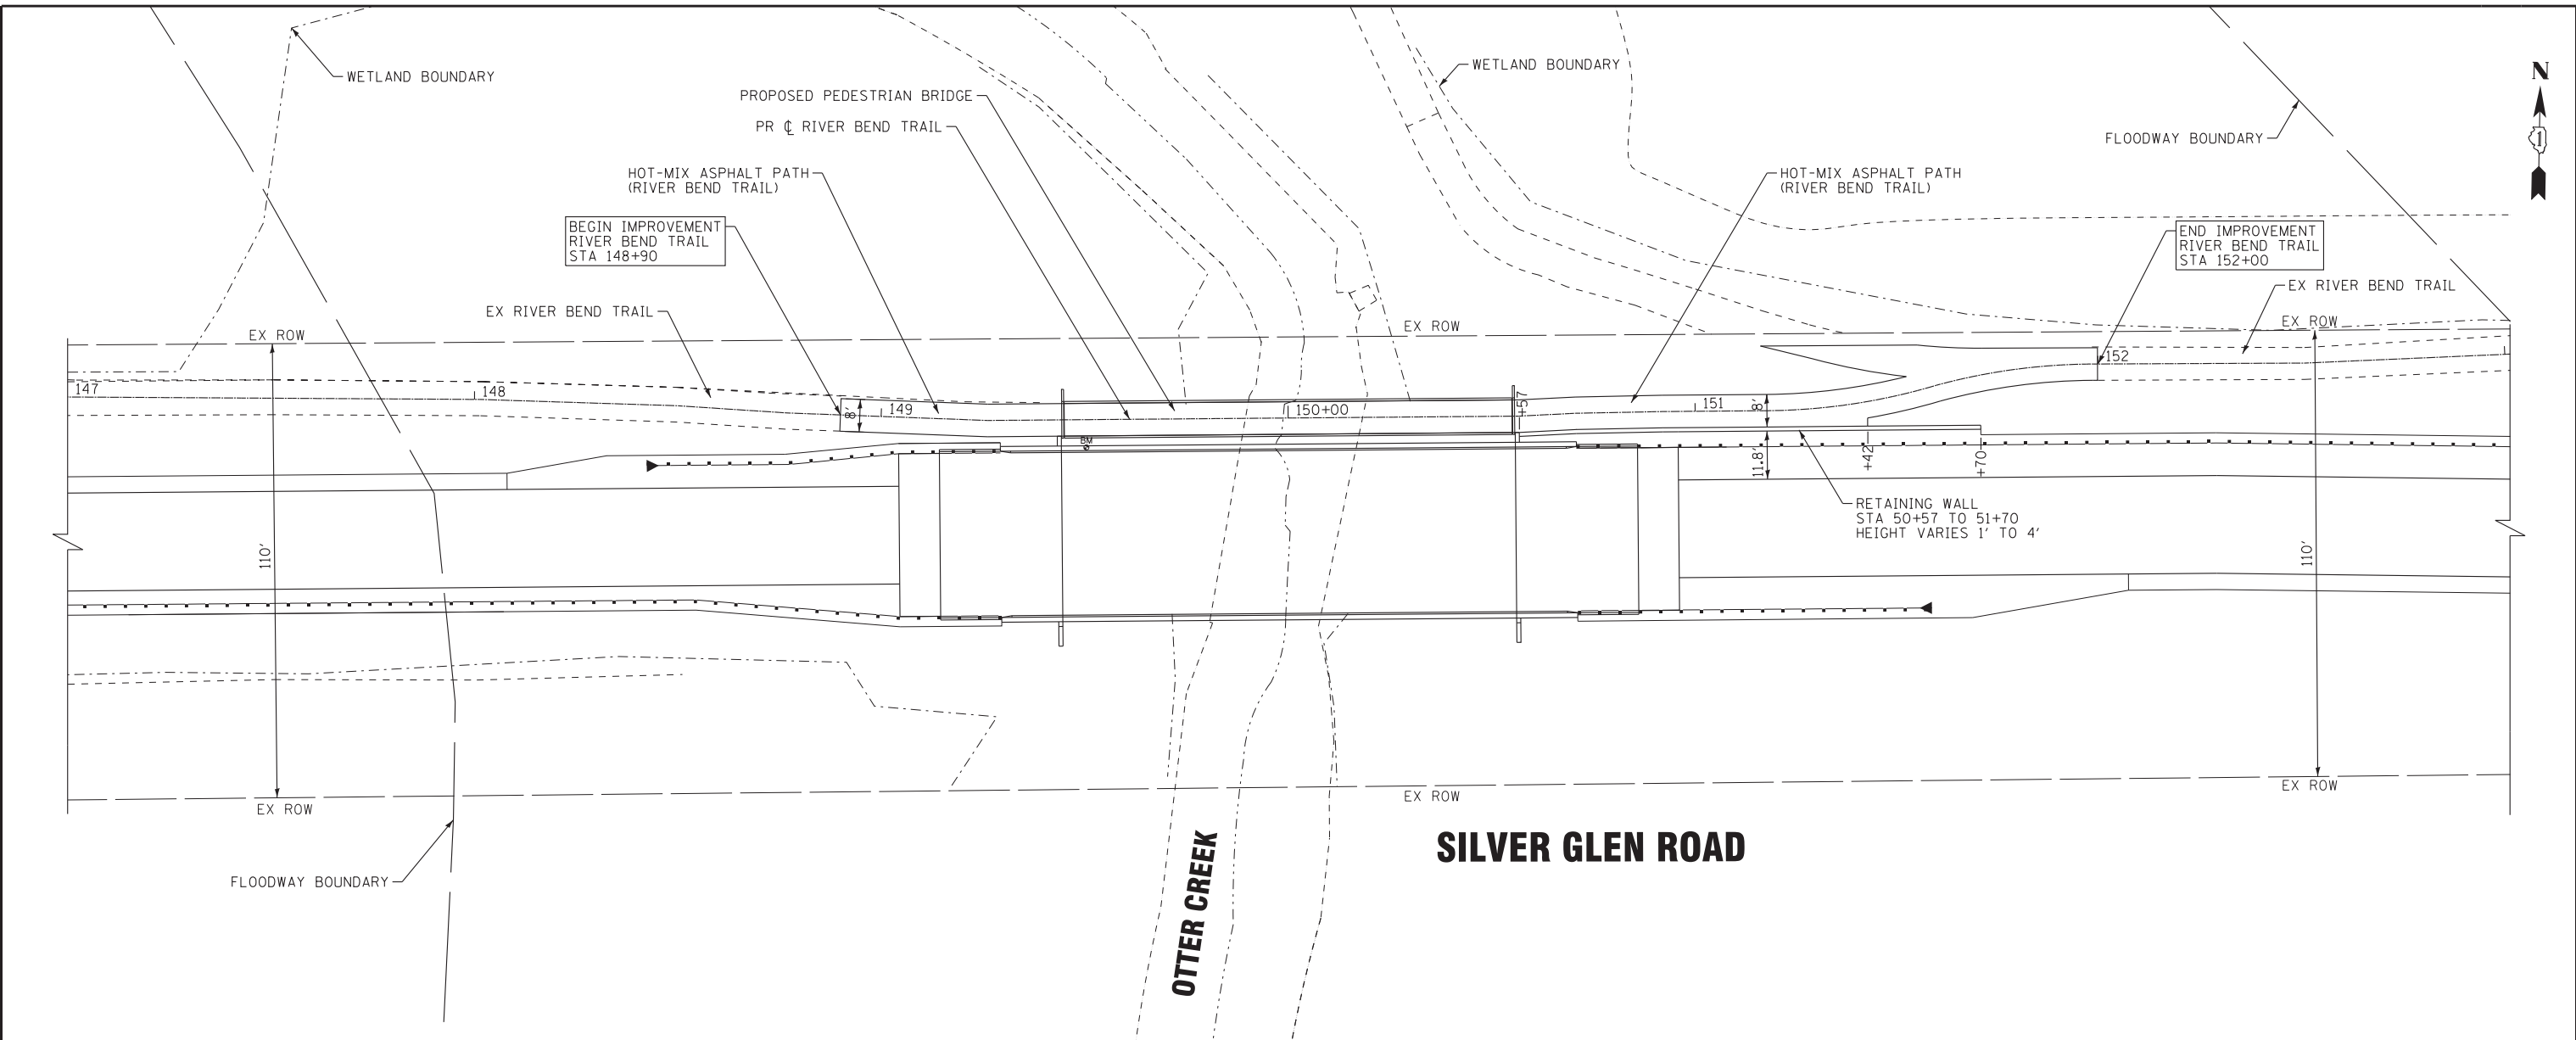 WETLAND BOUNDARY
WETLAND BOUNDARY
N
1
PROPOSED PEDESTRIAN BRIDGE
PR ℄ RIVER BEND TRAIL
FLOODWAY BOUNDARY
HOT-MIX ASPHALT PATH
(RIVER BEND TRAIL)
HOT-MIX ASPHALT PATH
(RIVER BEND TRAIL)
BEGIN IMPROVEMENT
RIVER BEND TRAIL
STA 148+90
END IMPROVEMENT
RIVER BEND TRAIL
STA 152+00
EX RIVER BEND TRAIL
EX RIVER BEND TRAIL
EX ROW
EX ROW
EX ROW
147
148
8'
149
150+00
+57
151
8'
152
BM
11.8'
+42
+70
RETAINING WALL
STA 50+57 TO 51+70
HEIGHT VARIES 1' TO 4'
110'
110'
EX ROW
EX ROW
EX ROW
SILVER GLEN ROAD
OTTER CREEK
FLOODWAY BOUNDARY